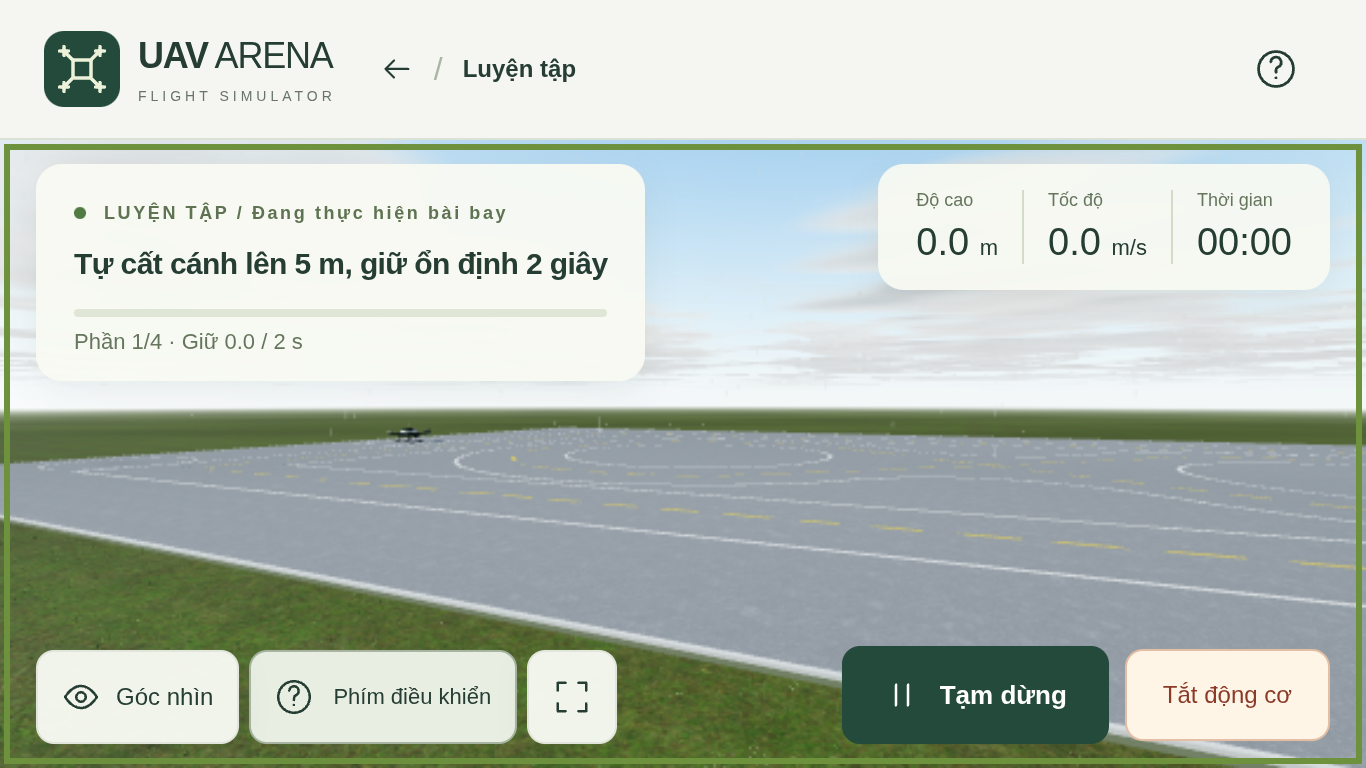 UAV ARENA
FLIGHT SIMULATOR
/ Luyện tập
LUYỆN TẬP / Đang thực hiện bài bay
Tự cất cánh lên 5 m, giữ ổn định 2 giây
Phần 1/4 · Giữ 0.0 / 2 s
Độ cao
0.0 m
Tốc độ
0.0 m/s
Thời gian
00:00
Góc nhìn
Phím điều khiển
Tạm dừng
Tắt động cơ